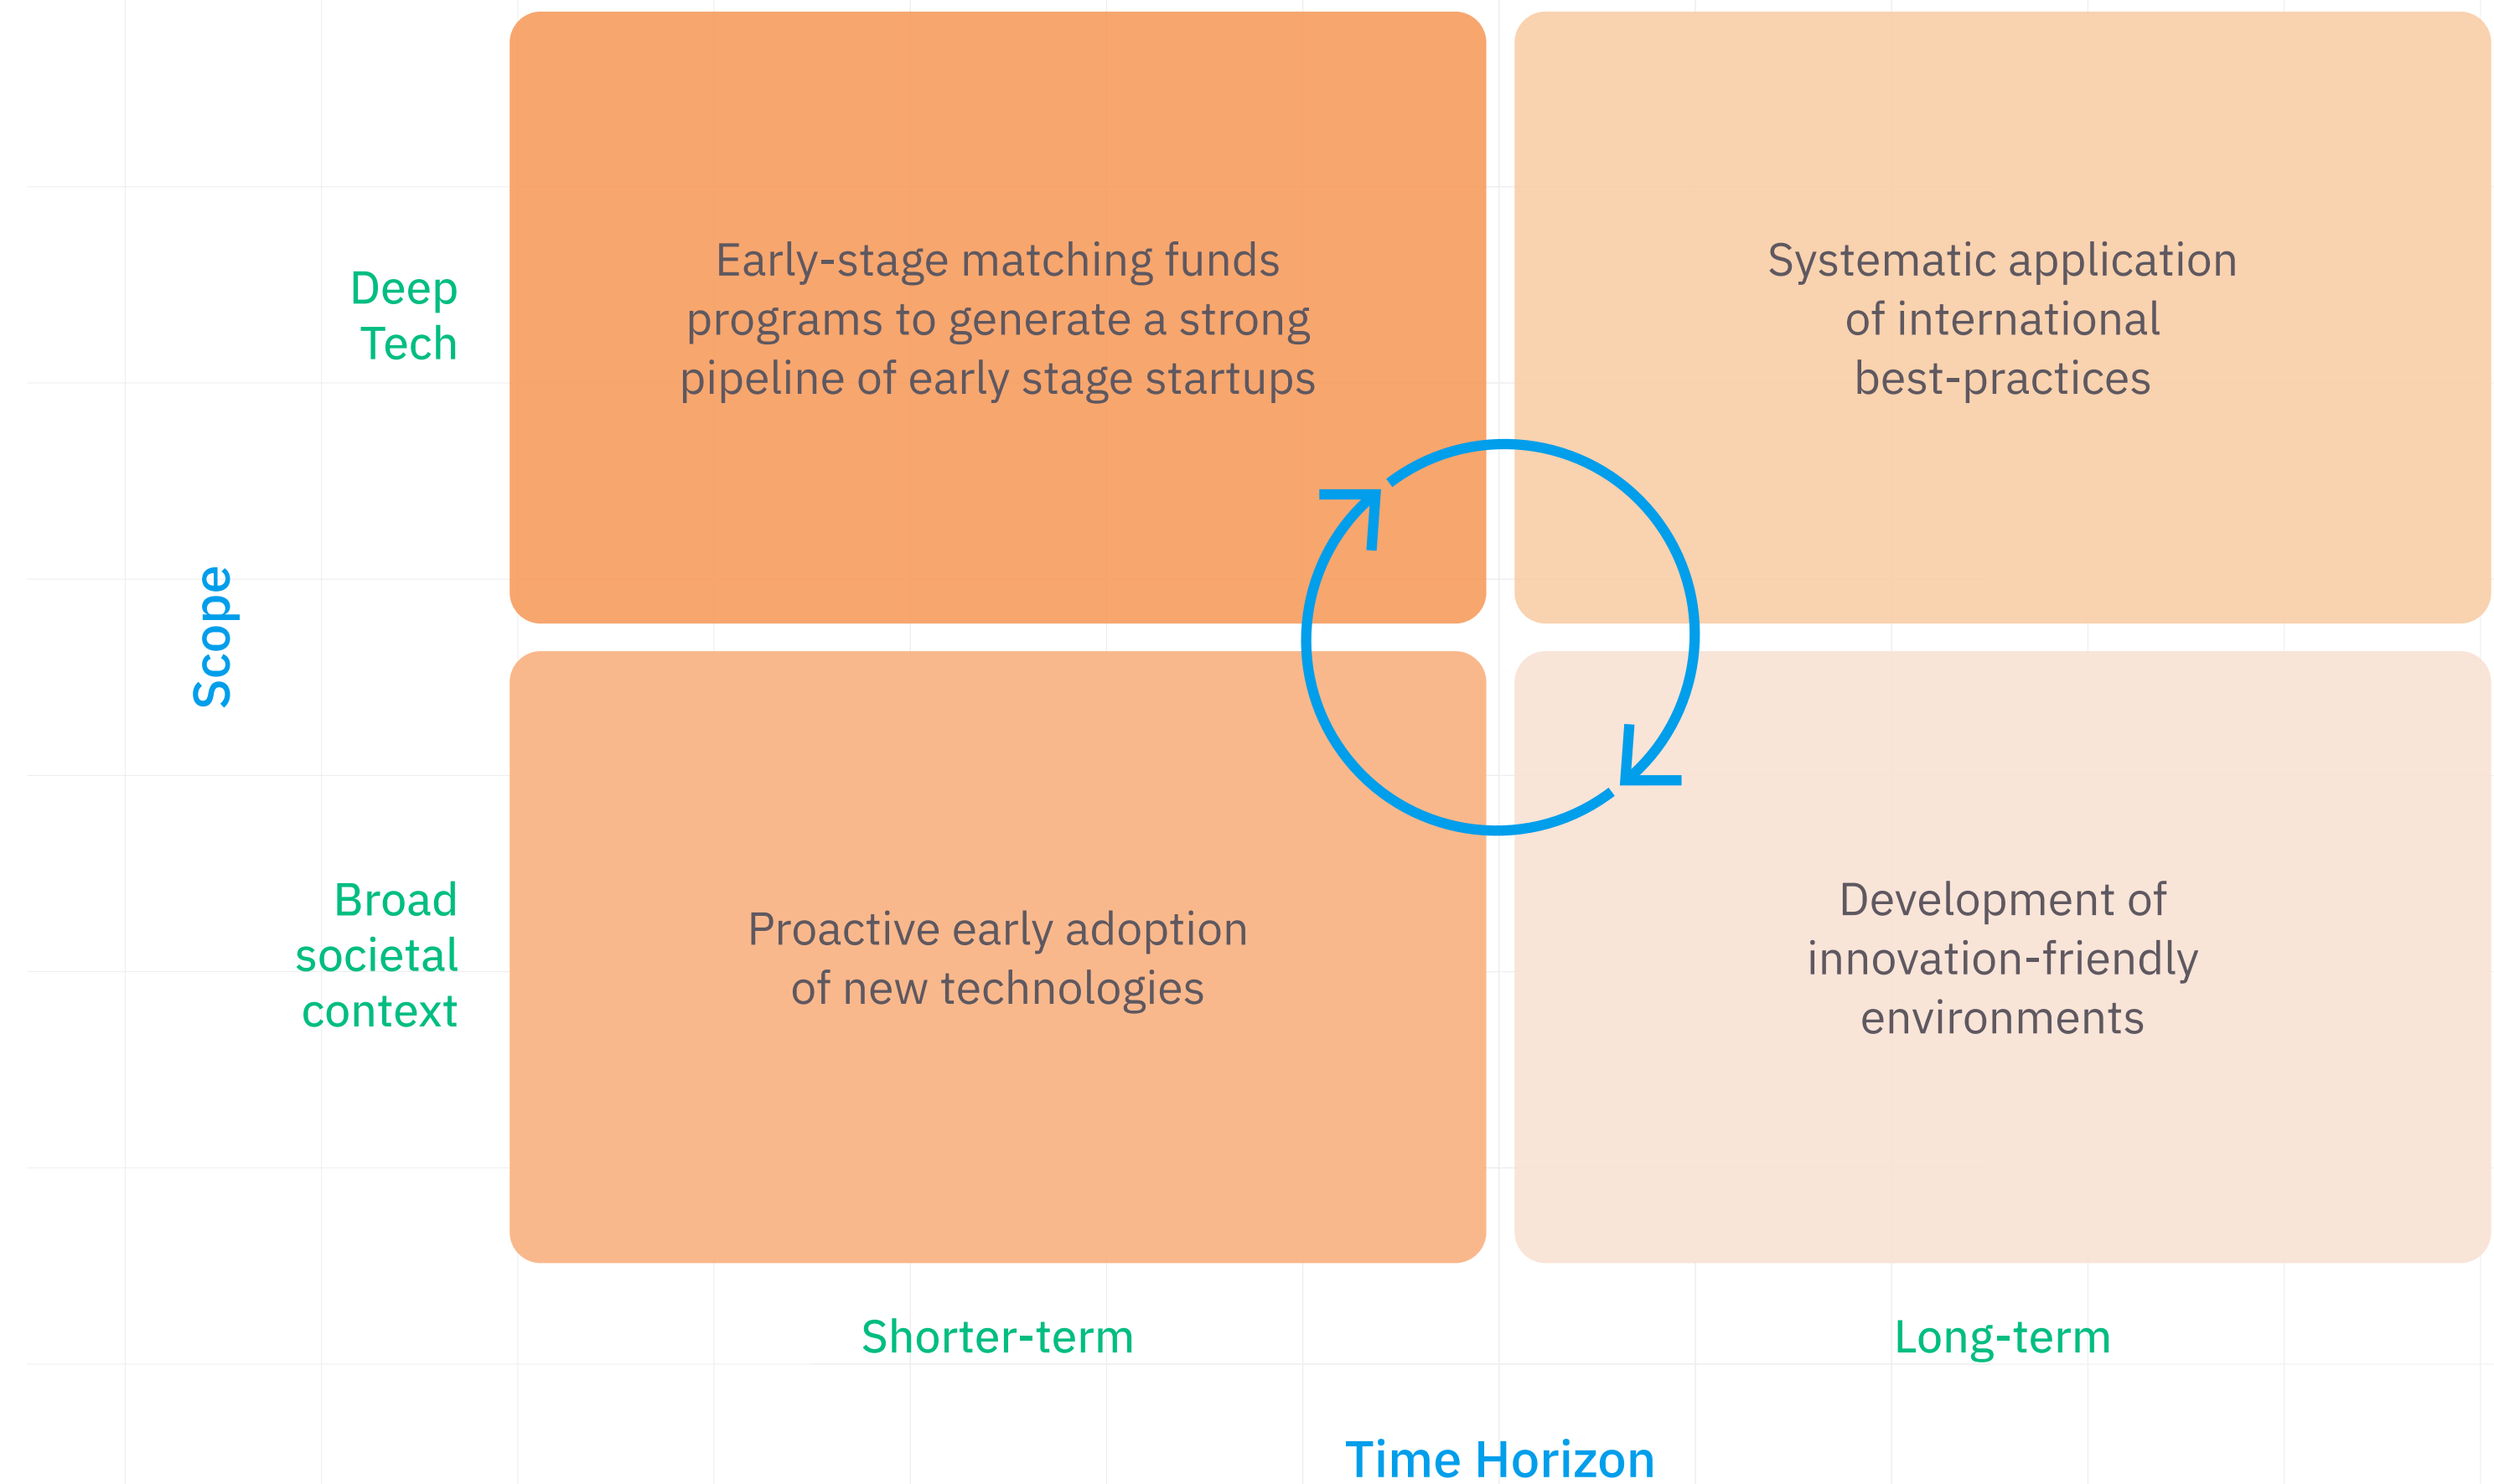 Early-stage matching funds
programs to generate a strong
pipeline of early stage startups
Systematic application
of international
best-practices
Deep
Tech
Scope
Broad
societal
context
Proactive early adoption
of new technologies
Development of
innovation-friendly
environments
Shorter-term
Long-term
Time Horizon